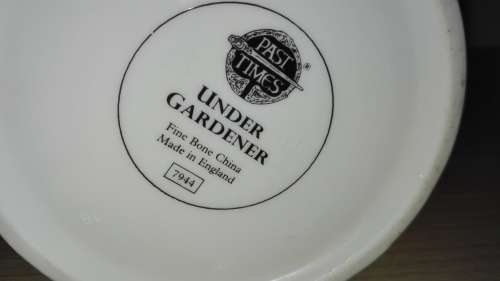 PAST
TIMES
®
UNDER
GARDENER
Fine Bone China
Made in England
7944